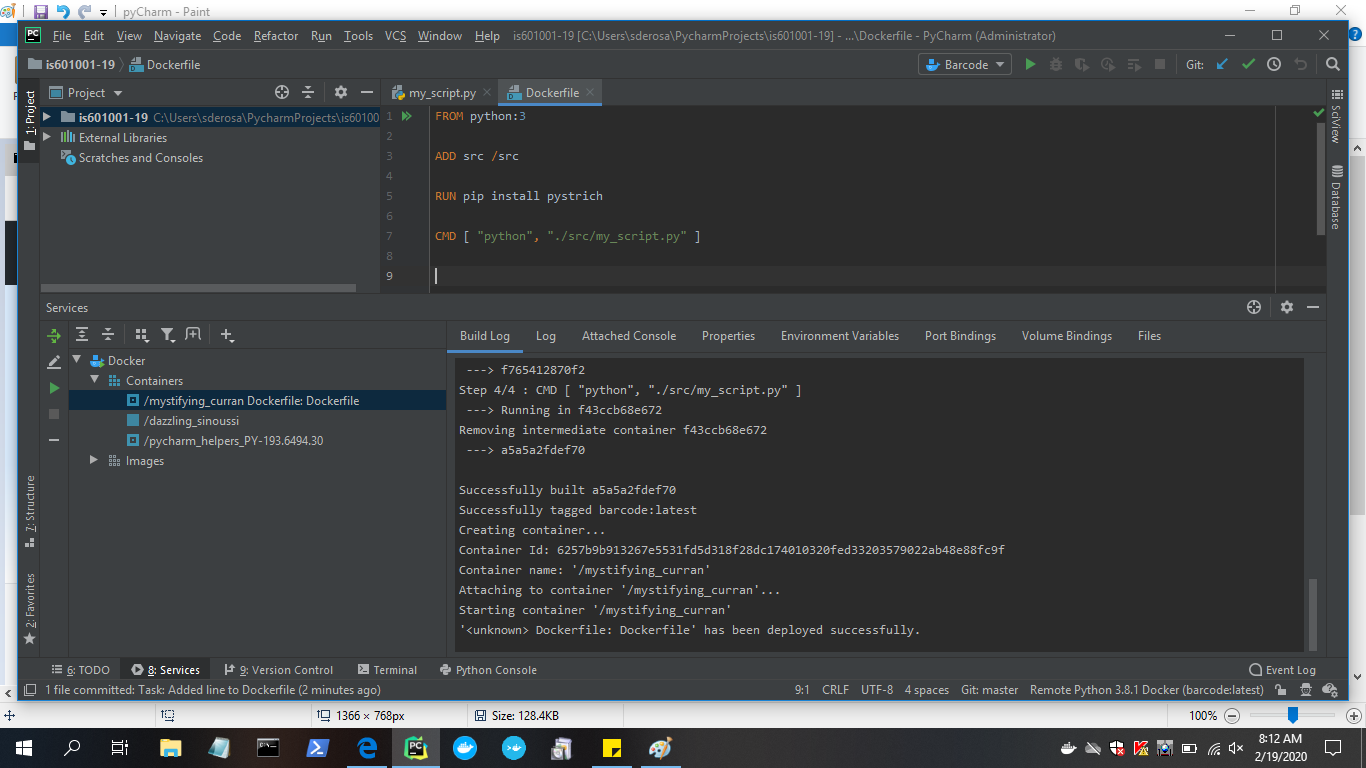 pyCharm - Paint
PC File Edit View Navigate Code Refactor Run Tools VCS Window Help is601001-19 [C:\Users\sderosa\PycharmProjects\is601001-19] - ...\Dockerfile - PyCharm (Administrator)
is601001-19 Dockerfile Barcode Git:
Project my_script.py Dockerfile
1: Project
is601001-19 C:\Users\sderosa\PycharmProjects\is60100
External Libraries
Scratches and Consoles
1 FROM python:3
2
3 ADD src /src
4
5 RUN pip install pystrich
6
7 CMD [ "python", "./src/my_script.py" ]
8
9
SciView
Database
Services
Build Log Log Attached Console Properties Environment Variables Port Bindings Volume Bindings Files
Docker
Containers
/mystifying_curran Dockerfile: Dockerfile
/dazzling_sinoussi
/pycharm_helpers_PY-193.6494.30
Images
---> f765412870f2
Step 4/4 : CMD [ "python", "./src/my_script.py" ]
---> Running in f43ccb68e672
Removing intermediate container f43ccb68e672
---> a5a5a2fdef70
Successfully built a5a5a2fdef70
Successfully tagged barcode:latest
Creating container...
Container Id: 6257b9b913267e5531fd5d318f28dc174010320fed33203579022ab48e88fc9f
Container name: '/mystifying_curran'
Attaching to container '/mystifying_curran'...
Starting container '/mystifying_curran'
'<unknown> Dockerfile: Dockerfile' has been deployed successfully.
7: Structure
2: Favorites
6: TODO 8: Services 9: Version Control Terminal Python Console Event Log
1 file committed: Task: Added line to Dockerfile (2 minutes ago) 9:1 CRLF UTF-8 4 spaces Git: master Remote Python 3.8.1 Docker (barcode:latest)
1366 × 768px Size: 128.4KB 100%
PC
8:12 AM
2/19/2020